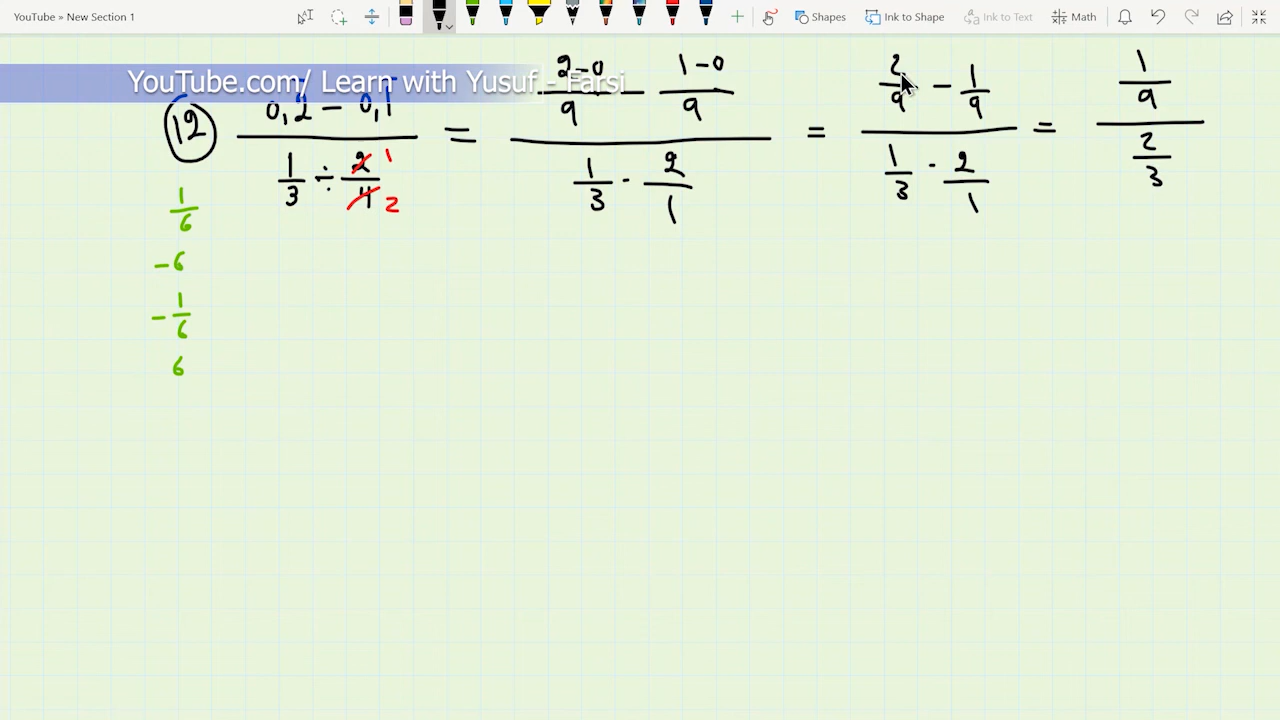 YouTube » New Section 1
Shapes
Ink to Shape
Ink to Text
Math
YouTube.com/ Learn with Yusuf - Farsi
12
0,2 − 0,1
1/3 ÷ 2/4 1 2
=
2-0/9 − 1-0/9
1/3 · 2/1
=
2/9 − 1/9
1/3 · 2/1
=
1/9
2/3
1/6
-6
-1/6
6